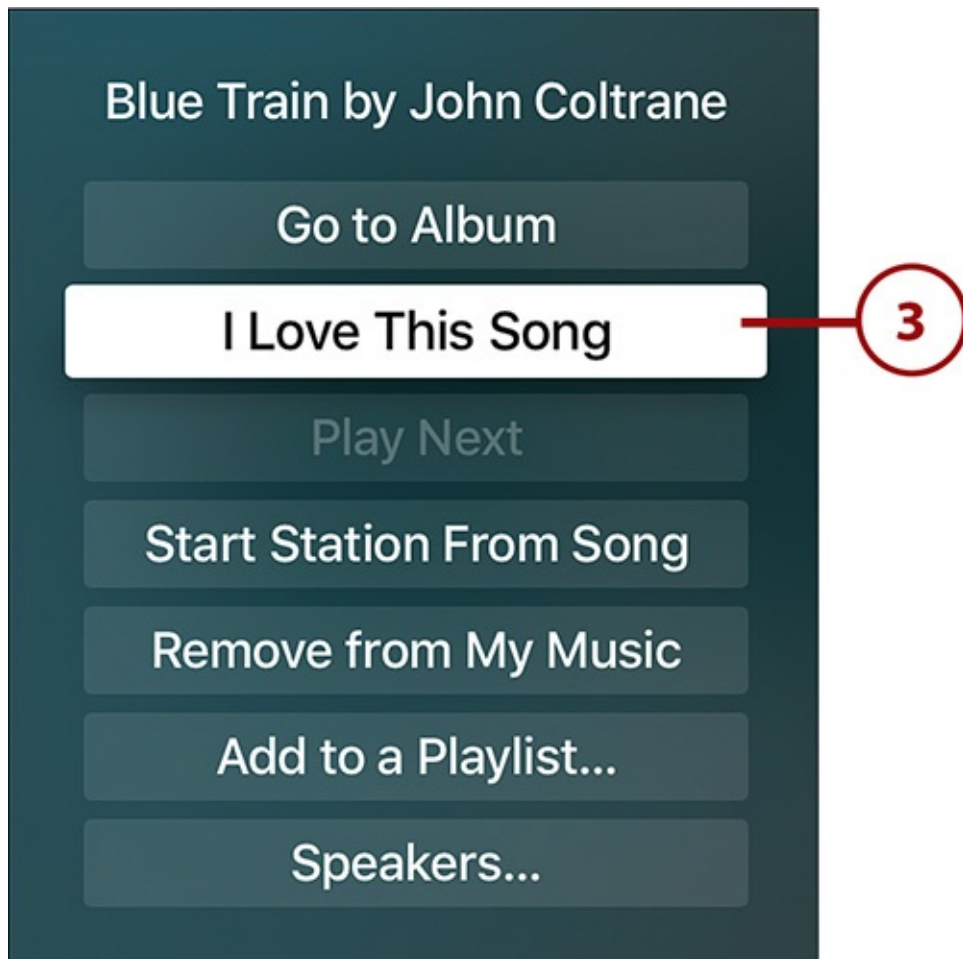 Blue Train by John Coltrane
Go to Album
I Love This Song
3
Play Next
Start Station From Song
Remove from My Music
Add to a Playlist...
Speakers...